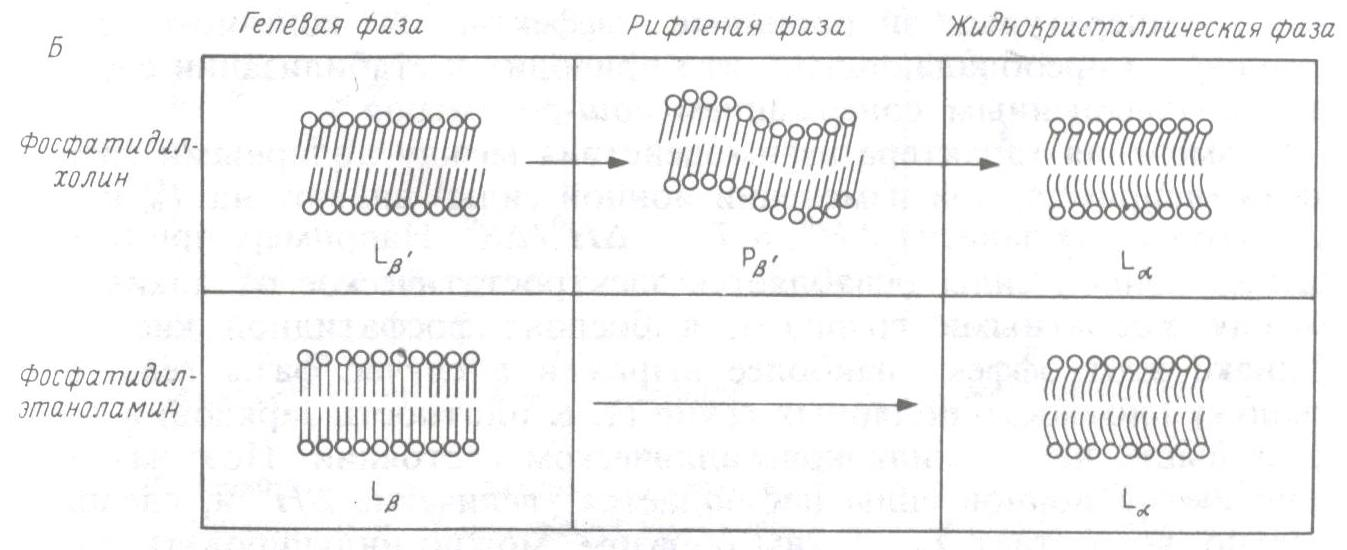 Гелевая фаза
Рифленая фаза
Жидкокристаллическая фаза
Б
Фосфатидил-
холин
Lβ'
Pβ'
Lα
Фосфатидил-
этаноламин
Lβ
Lα